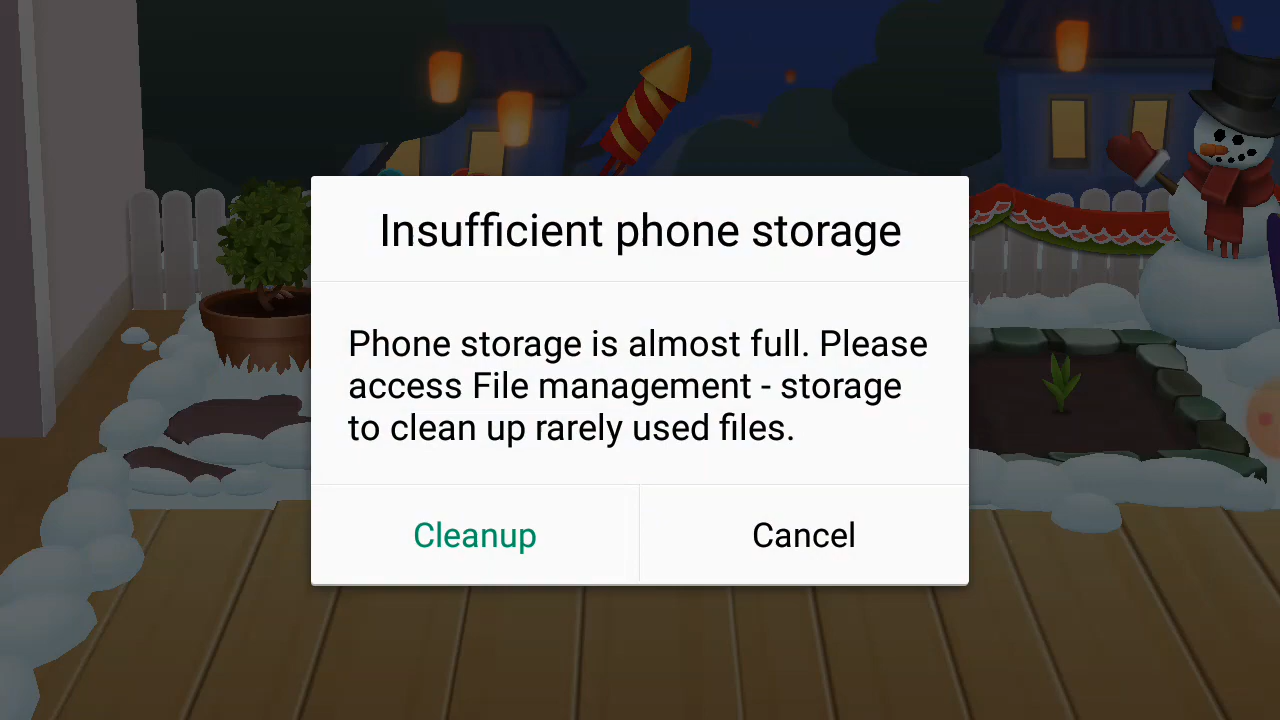 Insufficient phone storage
Phone storage is almost full. Please
access File management - storage
to clean up rarely used files.
Cleanup
Cancel